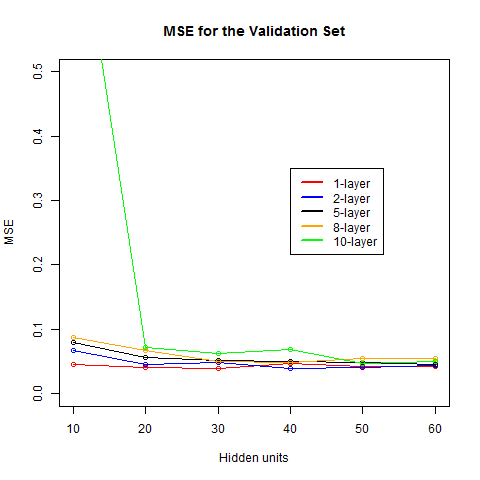 MSE for the Validation Set
0.5
0.4
0.3
0.2
0.1
0.0
MSE
1-layer
2-layer
5-layer
8-layer
10-layer
10 20 30 40 50 60
Hidden units